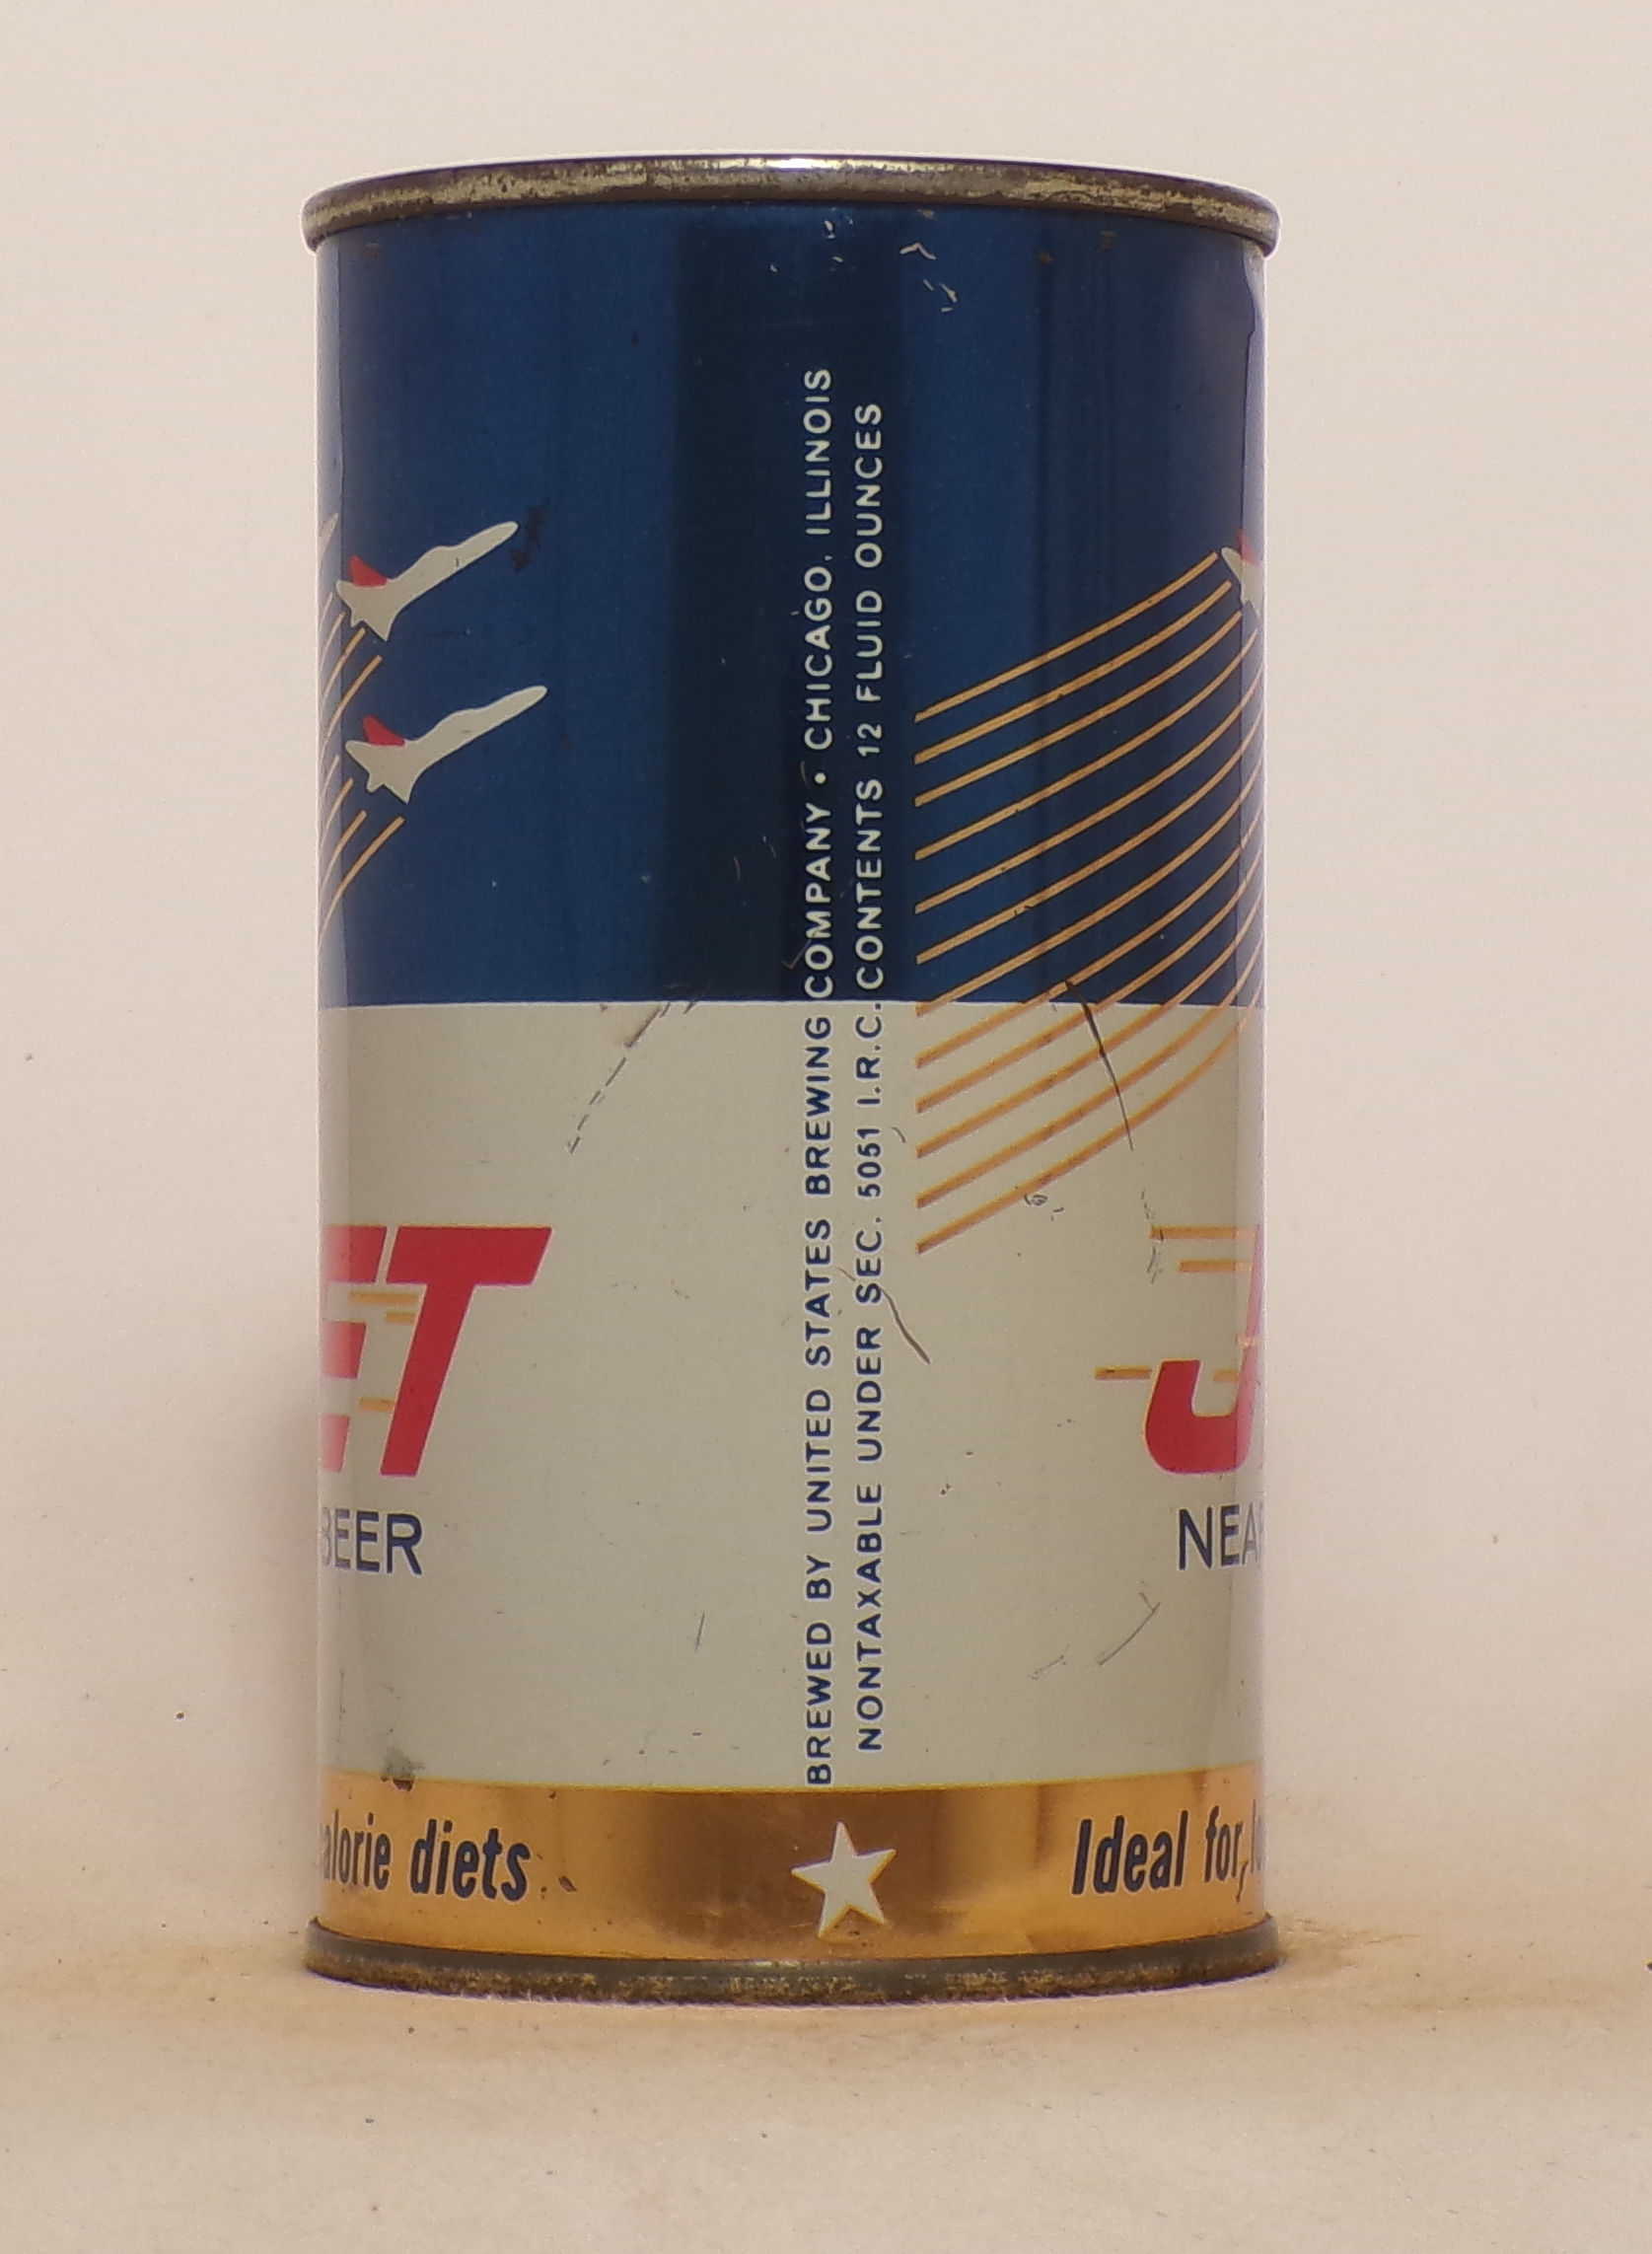 BREWED BY UNITED STATES BREWING COMPANY • CHICAGO, ILLINOIS
NONTAXABLE UNDER SEC. 5051 I.R.C. CONTENTS 12 FLUID OUNCES
ET
BEER
J
NEA
alorie diets
Ideal for